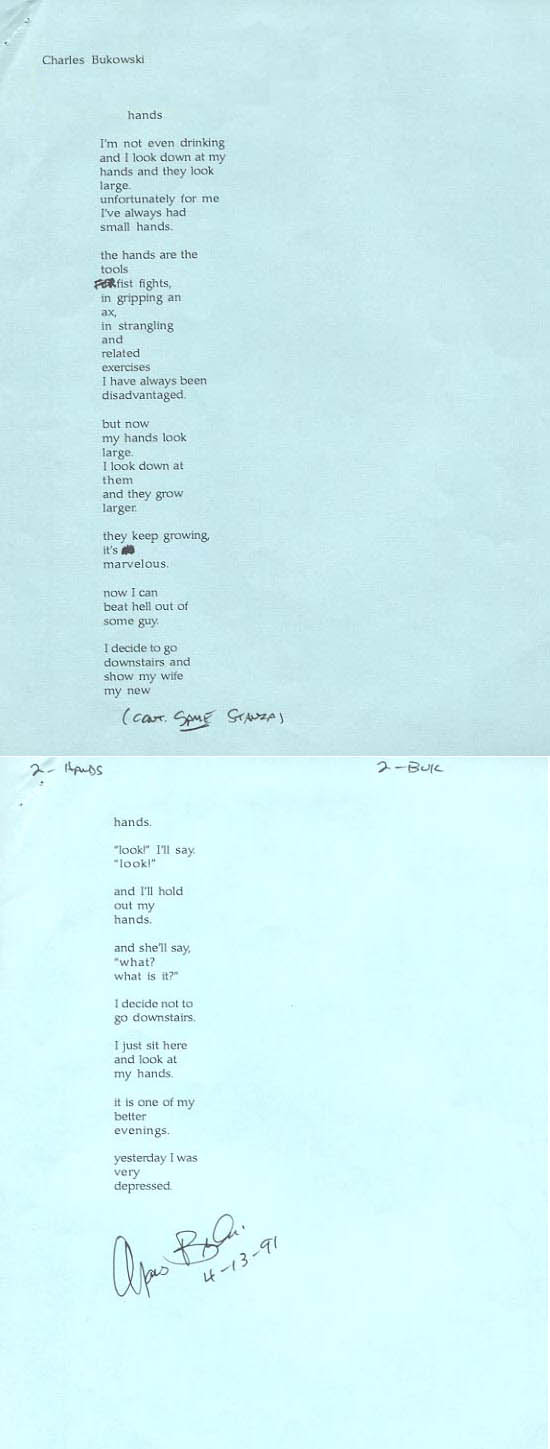 Charles Bukowski
hands
I'm not even drinking
and I look down at my
hands and they look
large.
unfortunately for me
I've always had
small hands.
the hands are the
tools
FOR fist fights,
in gripping an
ax,
in strangling
and
related
exercises
I have always been
disadvantaged.
but now
my hands look
large.
I look down at
them
and they grow
larger.
they keep growing,
it's
marvelous.
now I can
beat hell out of
some guy.
I decide to go
downstairs and
show my wife
my new
(CONT. SAME STANZA)
2- HANDS 2-BUK
hands.
"look!" I'll say.
"look!"
and I'll hold
out my
hands.
and she'll say,
"what?
what is it?"
I decide not to
go downstairs.
I just sit here
and look at
my hands.
it is one of my
better
evenings.
yesterday I was
very
depressed.
4-13-91